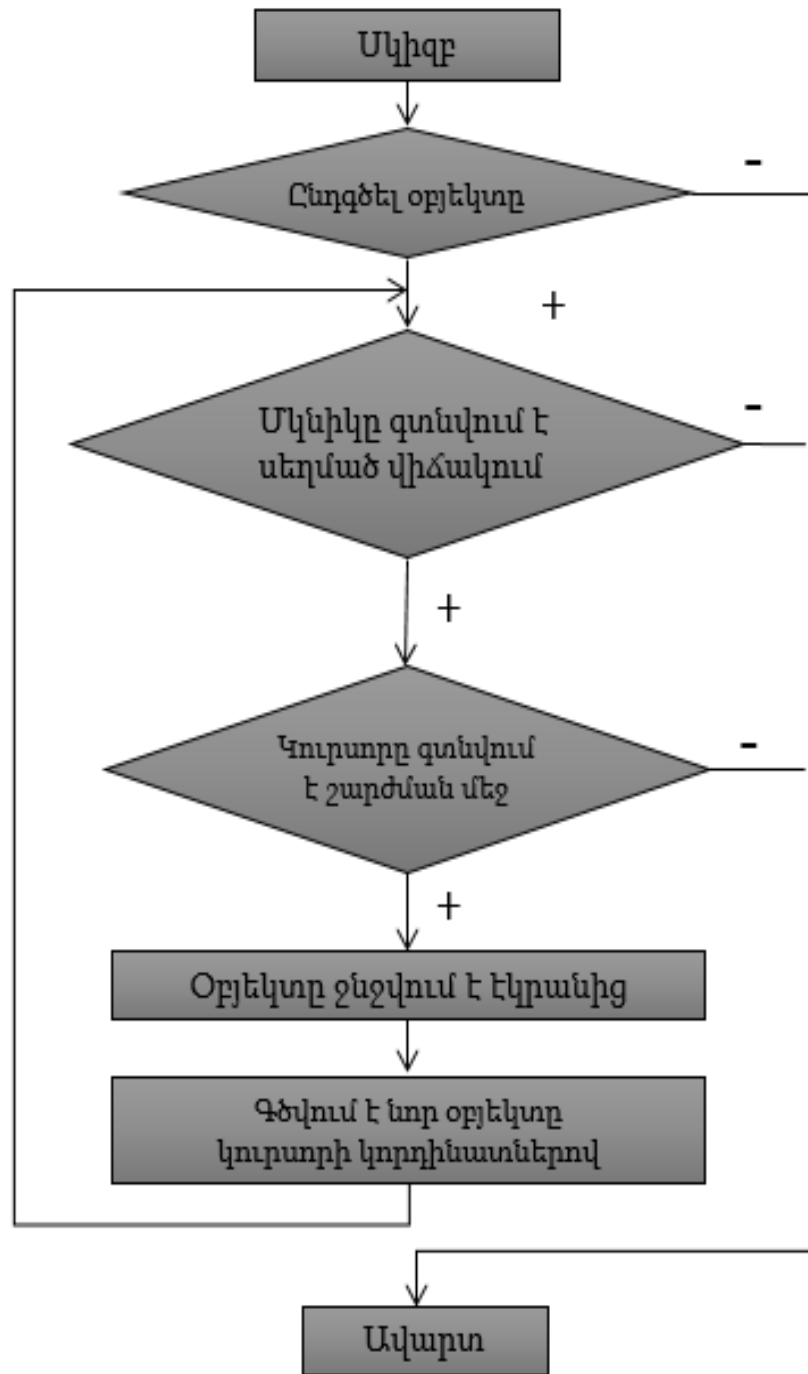 Սկիզբ
-
Ընդգծել օբյեկտը
+
-
Մկնիկը գտնվում է
սեղմած վիճակում
+
-
Կուրսորը գտնվում
է շարժման մեջ
+
Օբյեկտը ջնջվում է էկրանից
Գծվում է նոր օբյեկտը
կուրսորի կորդինատներով
Ավարտ